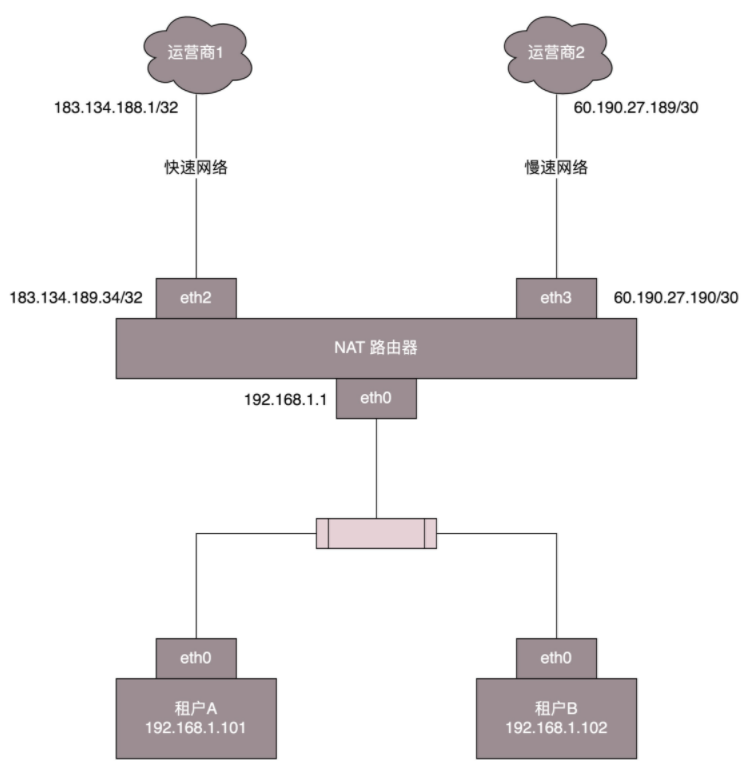 运营商1
运营商2
183.134.188.1/32
60.190.27.189/30
快速网络
慢速网络
183.134.189.34/32
eth2
eth3
60.190.27.190/30
NAT 路由器
192.168.1.1
eth0
eth0
eth0
租户A
192.168.1.101
租户B
192.168.1.102